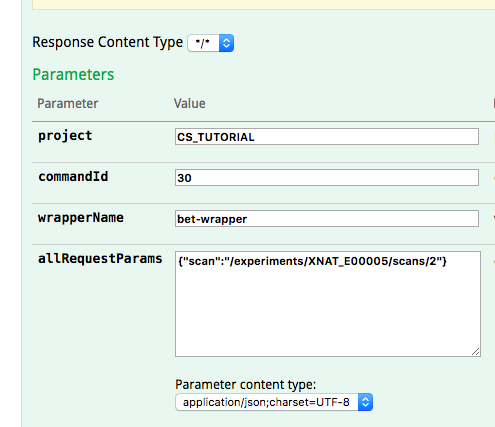 Response Content Type */*
Parameters
Parameter Value
project CS_TUTORIAL
commandId 30
wrapperName bet-wrapper
allRequestParams {"scan":"/experiments/XNAT_E00005/scans/2"}
Parameter content type:
application/json;charset=UTF-8